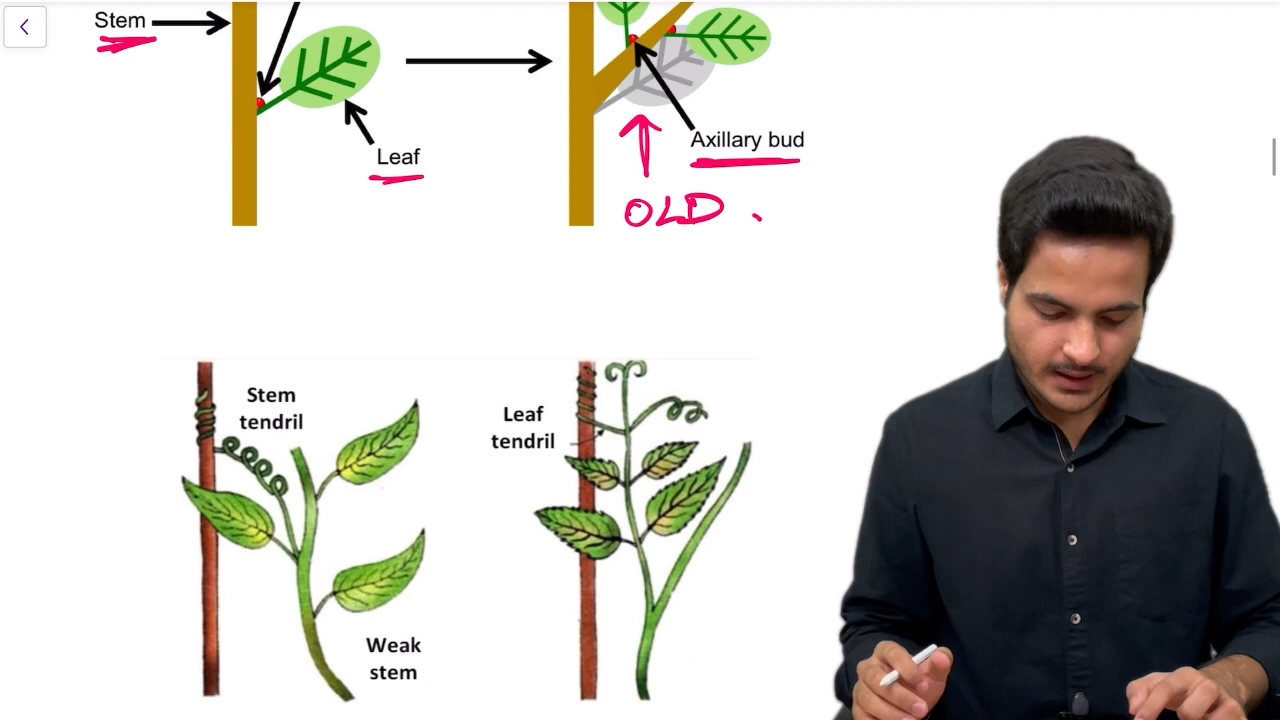 Stem
Leaf
Axillary bud
OLD .
Stem
tendril
Leaf
tendril
Weak
stem